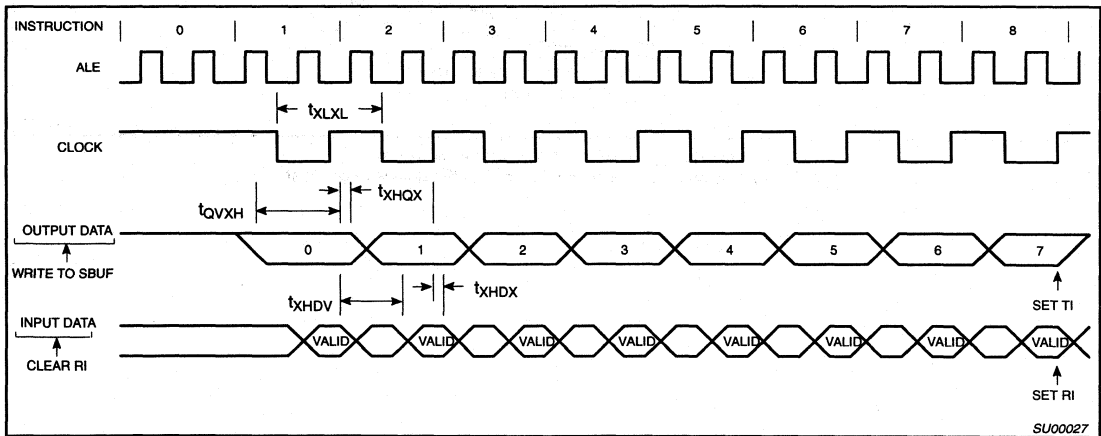 INSTRUCTION 0 1 2 3 4 5 6 7 8
ALE
tXLXL
CLOCK
tXHQX
tQVXH
OUTPUT DATA
0 1 2 3 4 5 6 7
WRITE TO SBUF
tXHDV
tXHDX
SET TI
INPUT DATA
VALID VALID VALID VALID VALID VALID VALID VALID
CLEAR RI
SET RI
SU00027